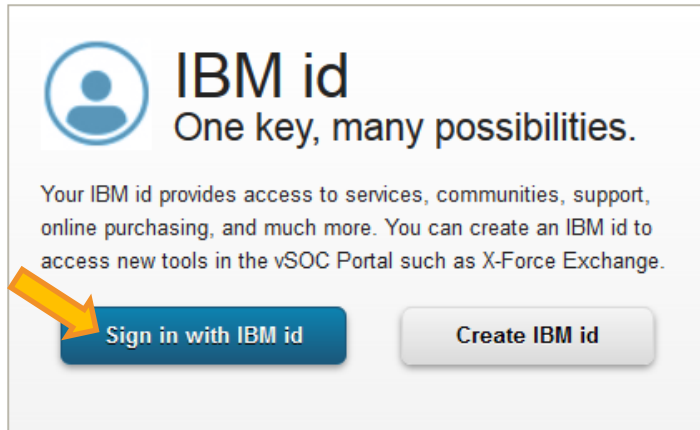 IBM id
One key, many possibilities.
Your IBM id provides access to services, communities, support,
online purchasing, and much more. You can create an IBM id to
access new tools in the vSOC Portal such as X-Force Exchange.
Sign in with IBM id
Create IBM id